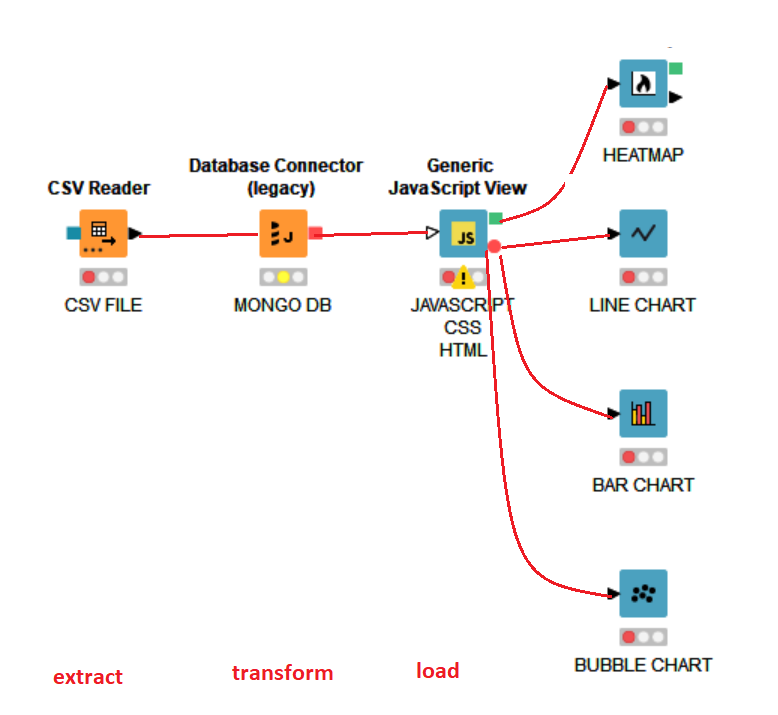 CSV Reader
CSV FILE
Database Connector
(legacy)
J
MONGO DB
Generic
JavaScript View
JS
!
JAVASCRIPT
CSS
HTML
HEATMAP
LINE CHART
BAR CHART
BUBBLE CHART
extract
transform
load